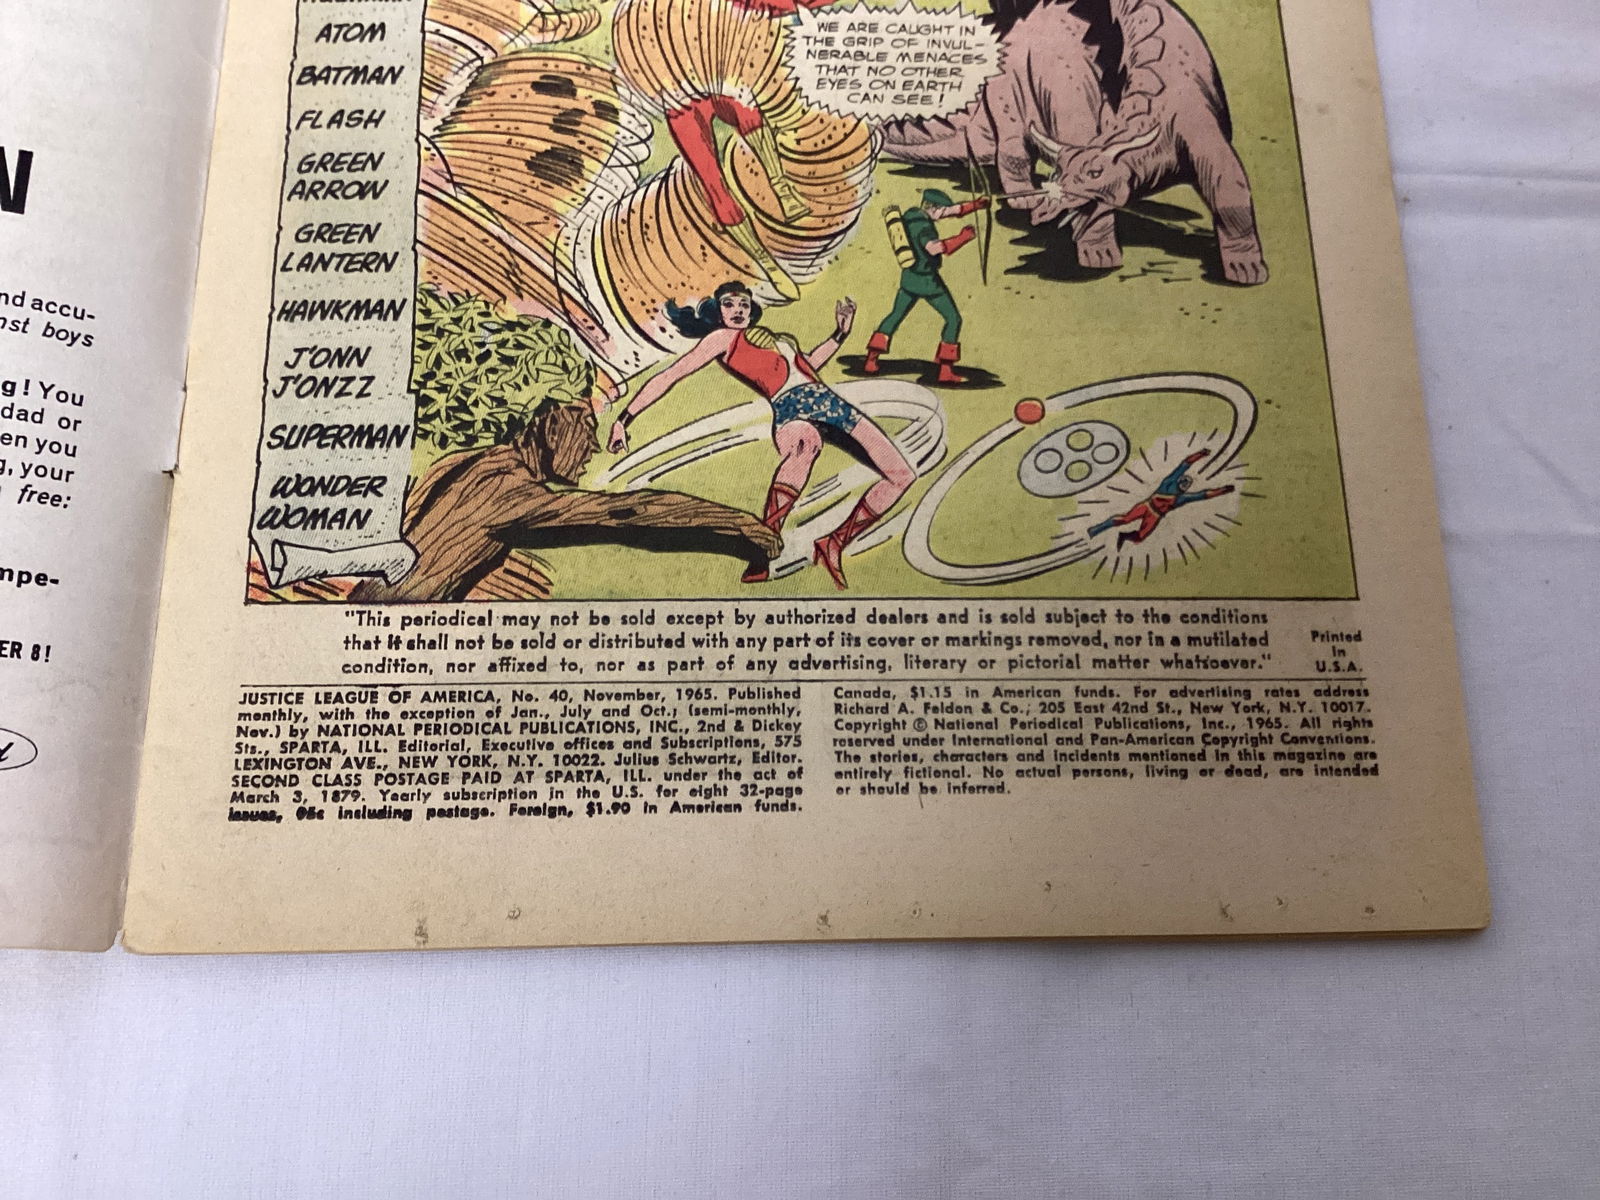 N
nd accu-
nst boys
g! You
dad or
en you
g, your
free:
mpe-
ER 8!
ATOM
BATMAN
FLASH
GREEN
ARROW
GREEN
LANTERN
HAWKMAN
J'ONN
J'ONZZ
SUPERMAN
WONDER
WOMAN
WE ARE CAUGHT IN
THE GRIP OF INVUL-
NERABLE MENACES
THAT NO OTHER
EYES ON EARTH
CAN SEE!
"This periodical may not be sold except by authorized dealers and is sold subject to the conditions
that it shall not be sold or distributed with any part of its cover or markings removed, nor in a mutilated
condition, nor affixed to, nor as part of any advertising, literary or pictorial matter whatsoever."
Printed
in
U.S.A.
JUSTICE LEAGUE OF AMERICA, No. 40, November, 1965. Published
monthly, with the exception of Jan., July and Oct.; (semi-monthly,
Nov.) by NATIONAL PERIODICAL PUBLICATIONS, INC., 2nd & Dickey
Sts., SPARTA, ILL. Editorial, Executive offices and Subscriptions, 575
LEXINGTON AVE., NEW YORK, N.Y. 10022. Julius Schwartz, Editor.
SECOND CLASS POSTAGE PAID AT SPARTA, ILL. under the act of
March 3, 1879. Yearly subscription in the U.S. for eight 32-page
issues, 95c including postage. Foreign, $1.90 in American funds.
Canada, $1.15 in American funds. For advertising rates address
Richard A. Feldon & Co.; 205 East 42nd St., New York, N.Y. 10017.
Copyright © National Periodical Publications, Inc., 1965. All rights
reserved under International and Pan-American Copyright Conventions.
The stories, characters and incidents mentioned in this magazine are
entirely fictional. No actual persons, living or dead, are intended
or should be inferred.